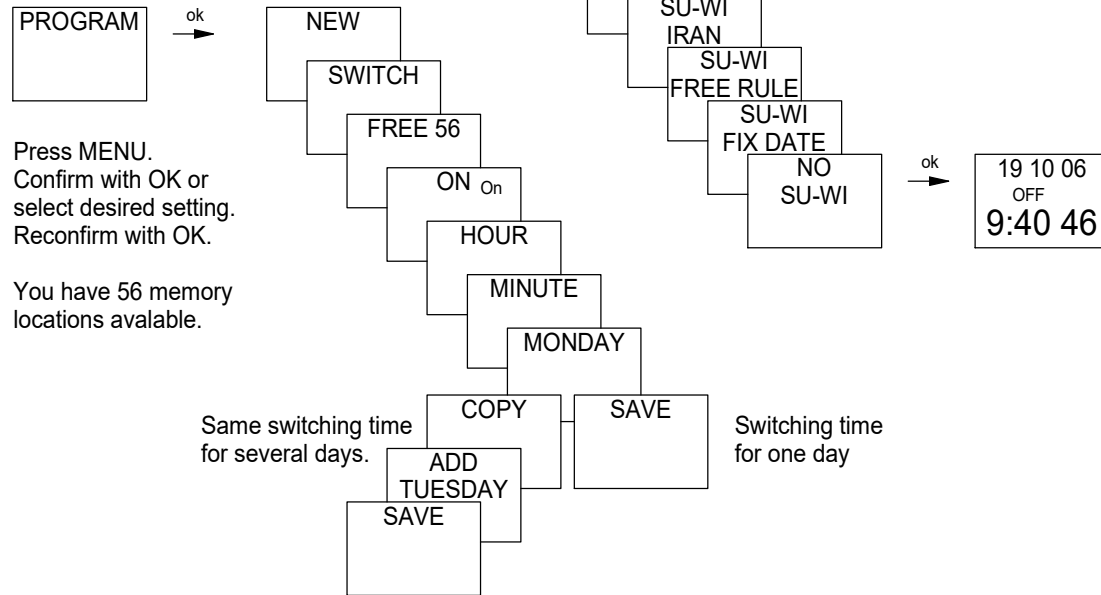 PROGRAM
ok
NEW
SWITCH
FREE 56
ON On
HOUR
MINUTE
MONDAY
COPY
ADD
TUESDAY
SAVE
SAVE
Press MENU.
Confirm with OK or
select desired setting.
Reconfirm with OK.
You have 56 memory
locations avalable.
Same switching time
for several days.
Switching time
for one day
SU-WI
IRAN
SU-WI
FREE RULE
SU-WI
FIX DATE
NO
SU-WI
ok
19 10 06
OFF
9:40 46